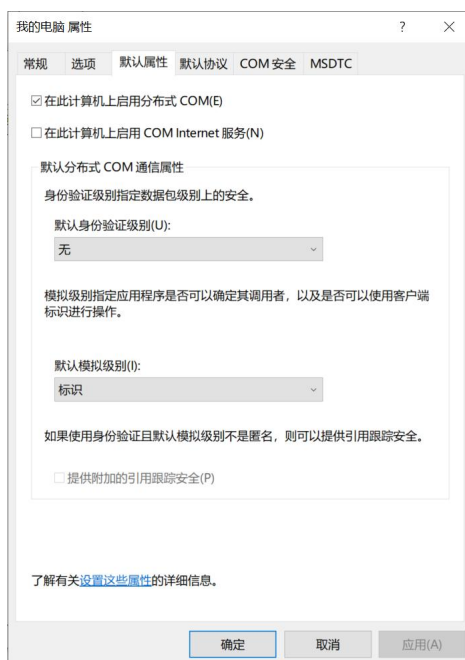 我的电脑 属性
?
常规 选项 默认属性 默认协议 COM 安全 MSDTC
在此计算机上启用分布式 COM(E)
在此计算机上启用 COM Internet 服务(N)
默认分布式 COM 通信属性
身份验证级别指定数据包级别上的安全。
默认身份验证级别(U):
无
模拟级别指定应用程序是否可以确定其调用者，以及是否可以使用客户端
标识进行操作。
默认模拟级别(I):
标识
如果使用身份验证且默认模拟级别不是匿名，则可以提供引用跟踪安全。
提供附加的引用跟踪安全(P)
了解有关设置这些属性的详细信息。
确定 取消 应用(A)